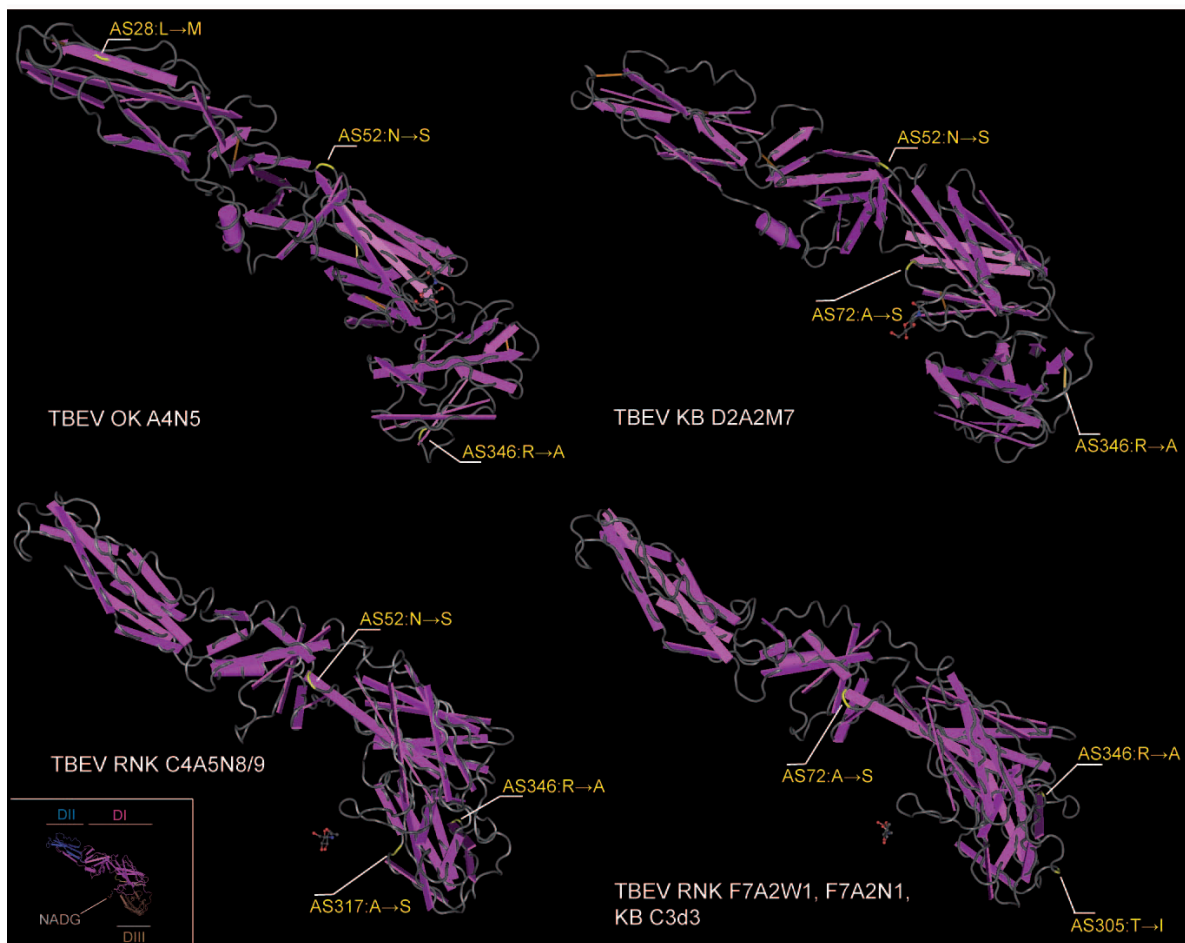 AS28:L→M
AS52:N→S
TBEV OK A4N5
AS346:R→A
AS52:N→S
AS72:A→S
TBEV KB D2A2M7
AS346:R→A
AS52:N→S
TBEV RNK C4A5N8/9
AS346:R→A
AS317:A→S
DII DI
NADG
DIII
AS72:A→S
AS346:R→A
TBEV RNK F7A2W1, F7A2N1,
KB C3d3
AS305:T→I